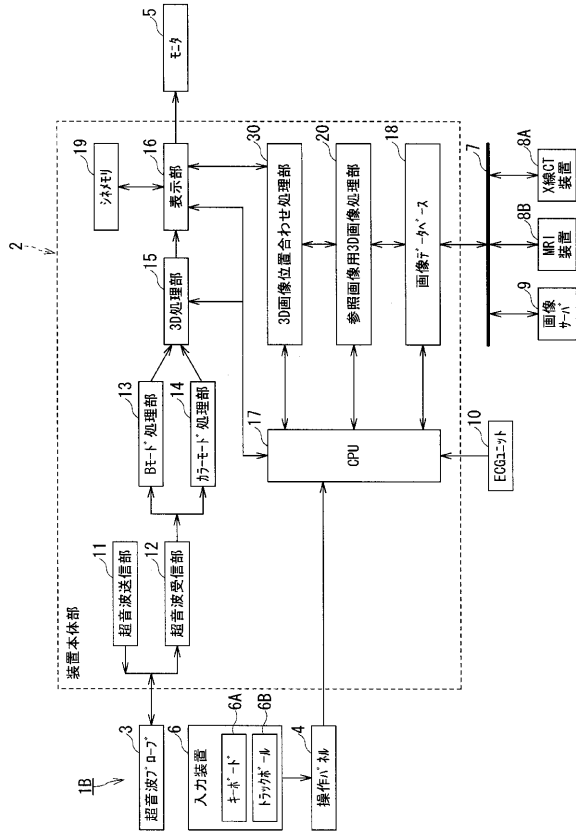 1B
超音波プローブ
3
入力装置
6
キーボード
6A
トラックボール
6B
操作パネル
4
装置本体部
2
超音波送信部
11
超音波受信部
12
Bモード処理部
13
カラーモード処理部
14
3D処理部
15
表示部
16
シネメモリ
19
モニタ
5
CPU
17
3D画像位置合わせ処理部
30
参照画像用3D画像処理部
20
画像データベース
18
ECGユニット
10
7
画像
サーバ
9
MRI
装置
8B
X線CT
装置
8A